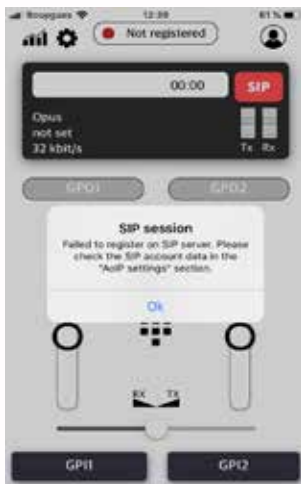 Bouygues 12:39 61 %
Not registered
00:00 SIP
Opus
not set
32 kbit/s Tx Rx
GPO1 GPO2
SIP session
Failed to register on SIP server. Please
check the SIP account data in the
"AoIP settings" section.
Ok
RX TX
GPI1 GPI2